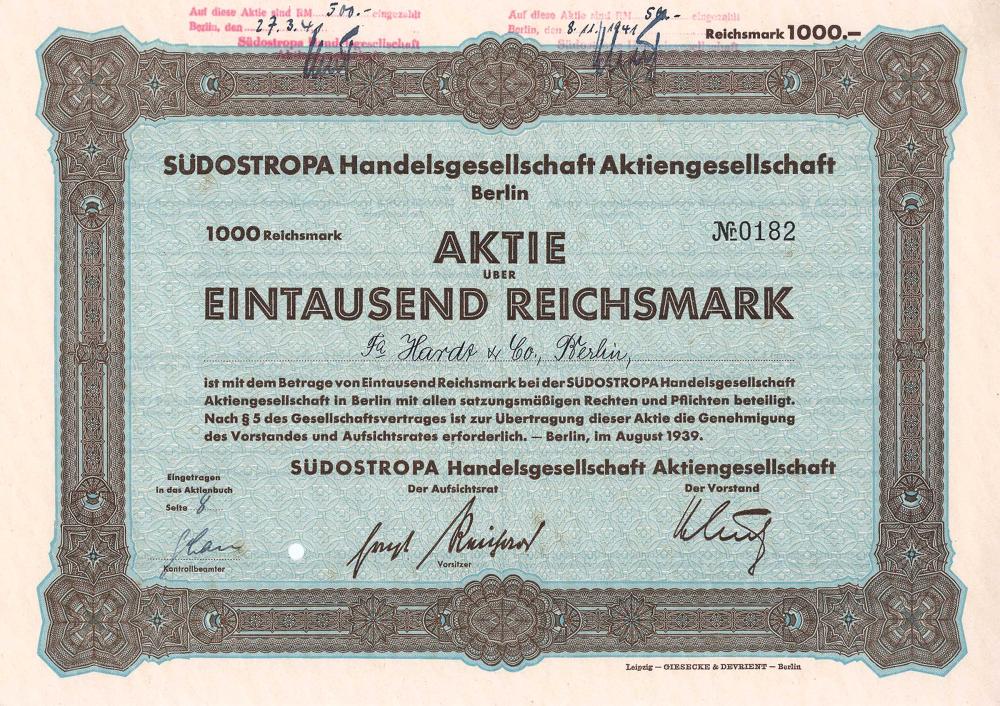 Auf diese Aktie sind RM 500.- eingezahlt
Berlin, den 27.3.41
Südostropa Handelsgesellschaft
Auf diese Aktie sind RM 500.- eingezahlt
Berlin, den 8.11.1941
Südostropa Handelsgesellschaft
Reichsmark 1000.—
SÜDOSTROPA Handelsgesellschaft Aktiengesellschaft
Berlin
1000 Reichsmark
Nr. 0182
AKTIE
ÜBER
EINTAUSEND REICHSMARK
Fa Hardt & Co., Berlin,
ist mit dem Betrage von Eintausend Reichsmark bei der SÜDOSTROPA Handelsgesellschaft
Aktiengesellschaft in Berlin mit allen satzungsmäßigen Rechten und Pflichten beteiligt.
Nach § 5 des Gesellschaftsvertrages ist zur Übertragung dieser Aktie die Genehmigung
des Vorstandes und Aufsichtsrates erforderlich. — Berlin, im August 1939.
SÜDOSTROPA Handelsgesellschaft Aktiengesellschaft
Eingetragen
in das Aktienbuch
Seite 8
Der Aufsichtsrat
Der Vorstand
Kontrollbeamter
Vorsitzer
Leipzig — GIESECKE & DEVRIENT — Berlin